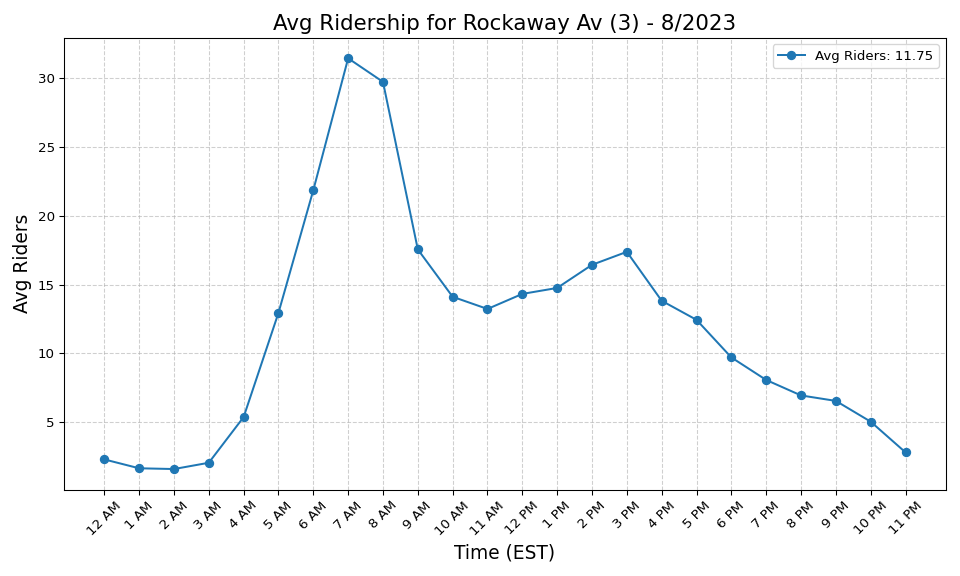 Avg Ridership for Rockaway Av (3) - 8/2023
Avg Riders: 11.75
Avg Riders
30
25
20
15
10
5
12 AM
1 AM
2 AM
3 AM
4 AM
5 AM
6 AM
7 AM
8 AM
9 AM
10 AM
11 AM
12 PM
1 PM
2 PM
3 PM
4 PM
5 PM
6 PM
7 PM
8 PM
9 PM
10 PM
11 PM
Time (EST)